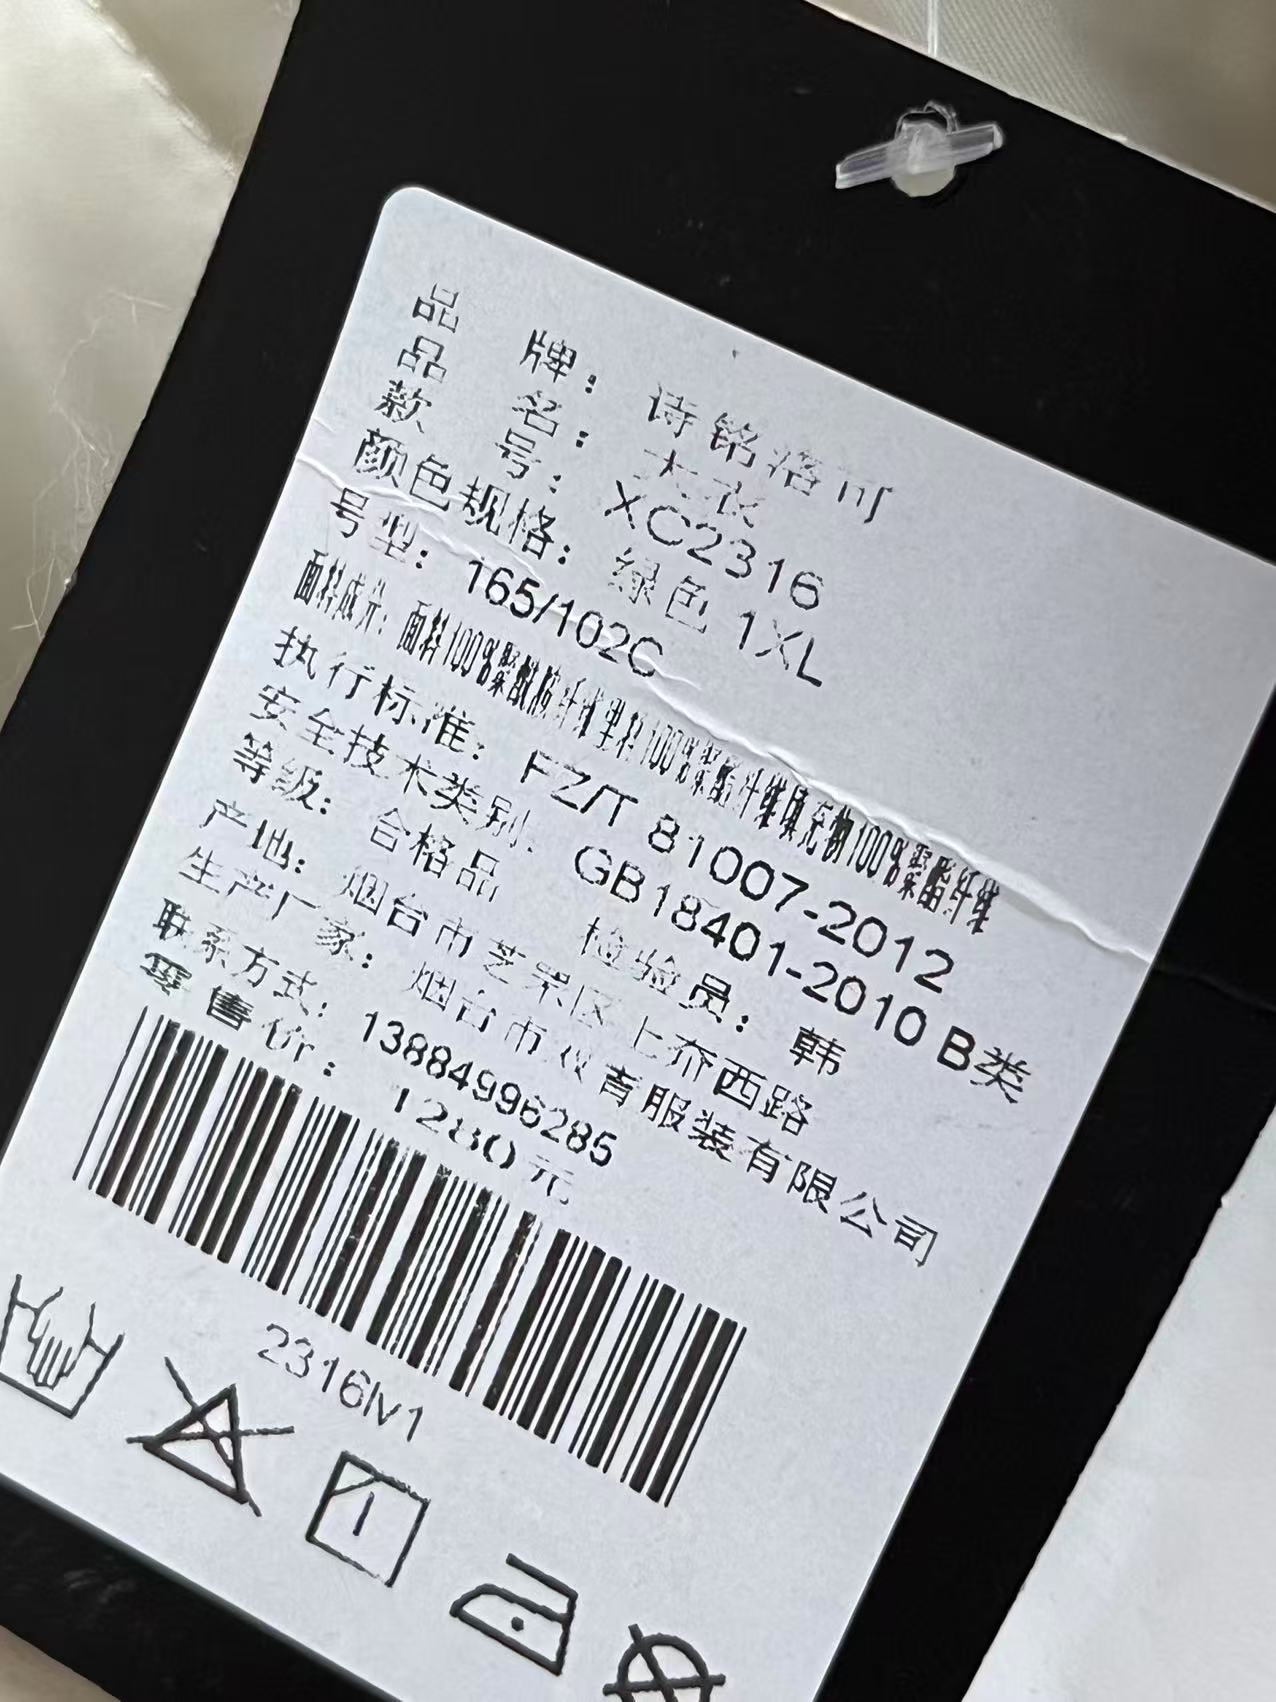 品 牌：诗铭洛可
品 名：大衣
款 号：XC2316
颜色规格：绿色 1XL
号型：165/102C
面料成分：面料100%聚酰胺纤维里料100%聚酯纤维填充物100%聚酯纤维
执行标准：FZ/T 81007-2012
安全技术类别：GB18401-2010 B类
等级：合格品 检验员：韩
产地：烟台市芝罘区上夼西路
生产厂家：烟台市双青服装有限公司
联系方式：13884996285
零售价：1280元
2316lv1